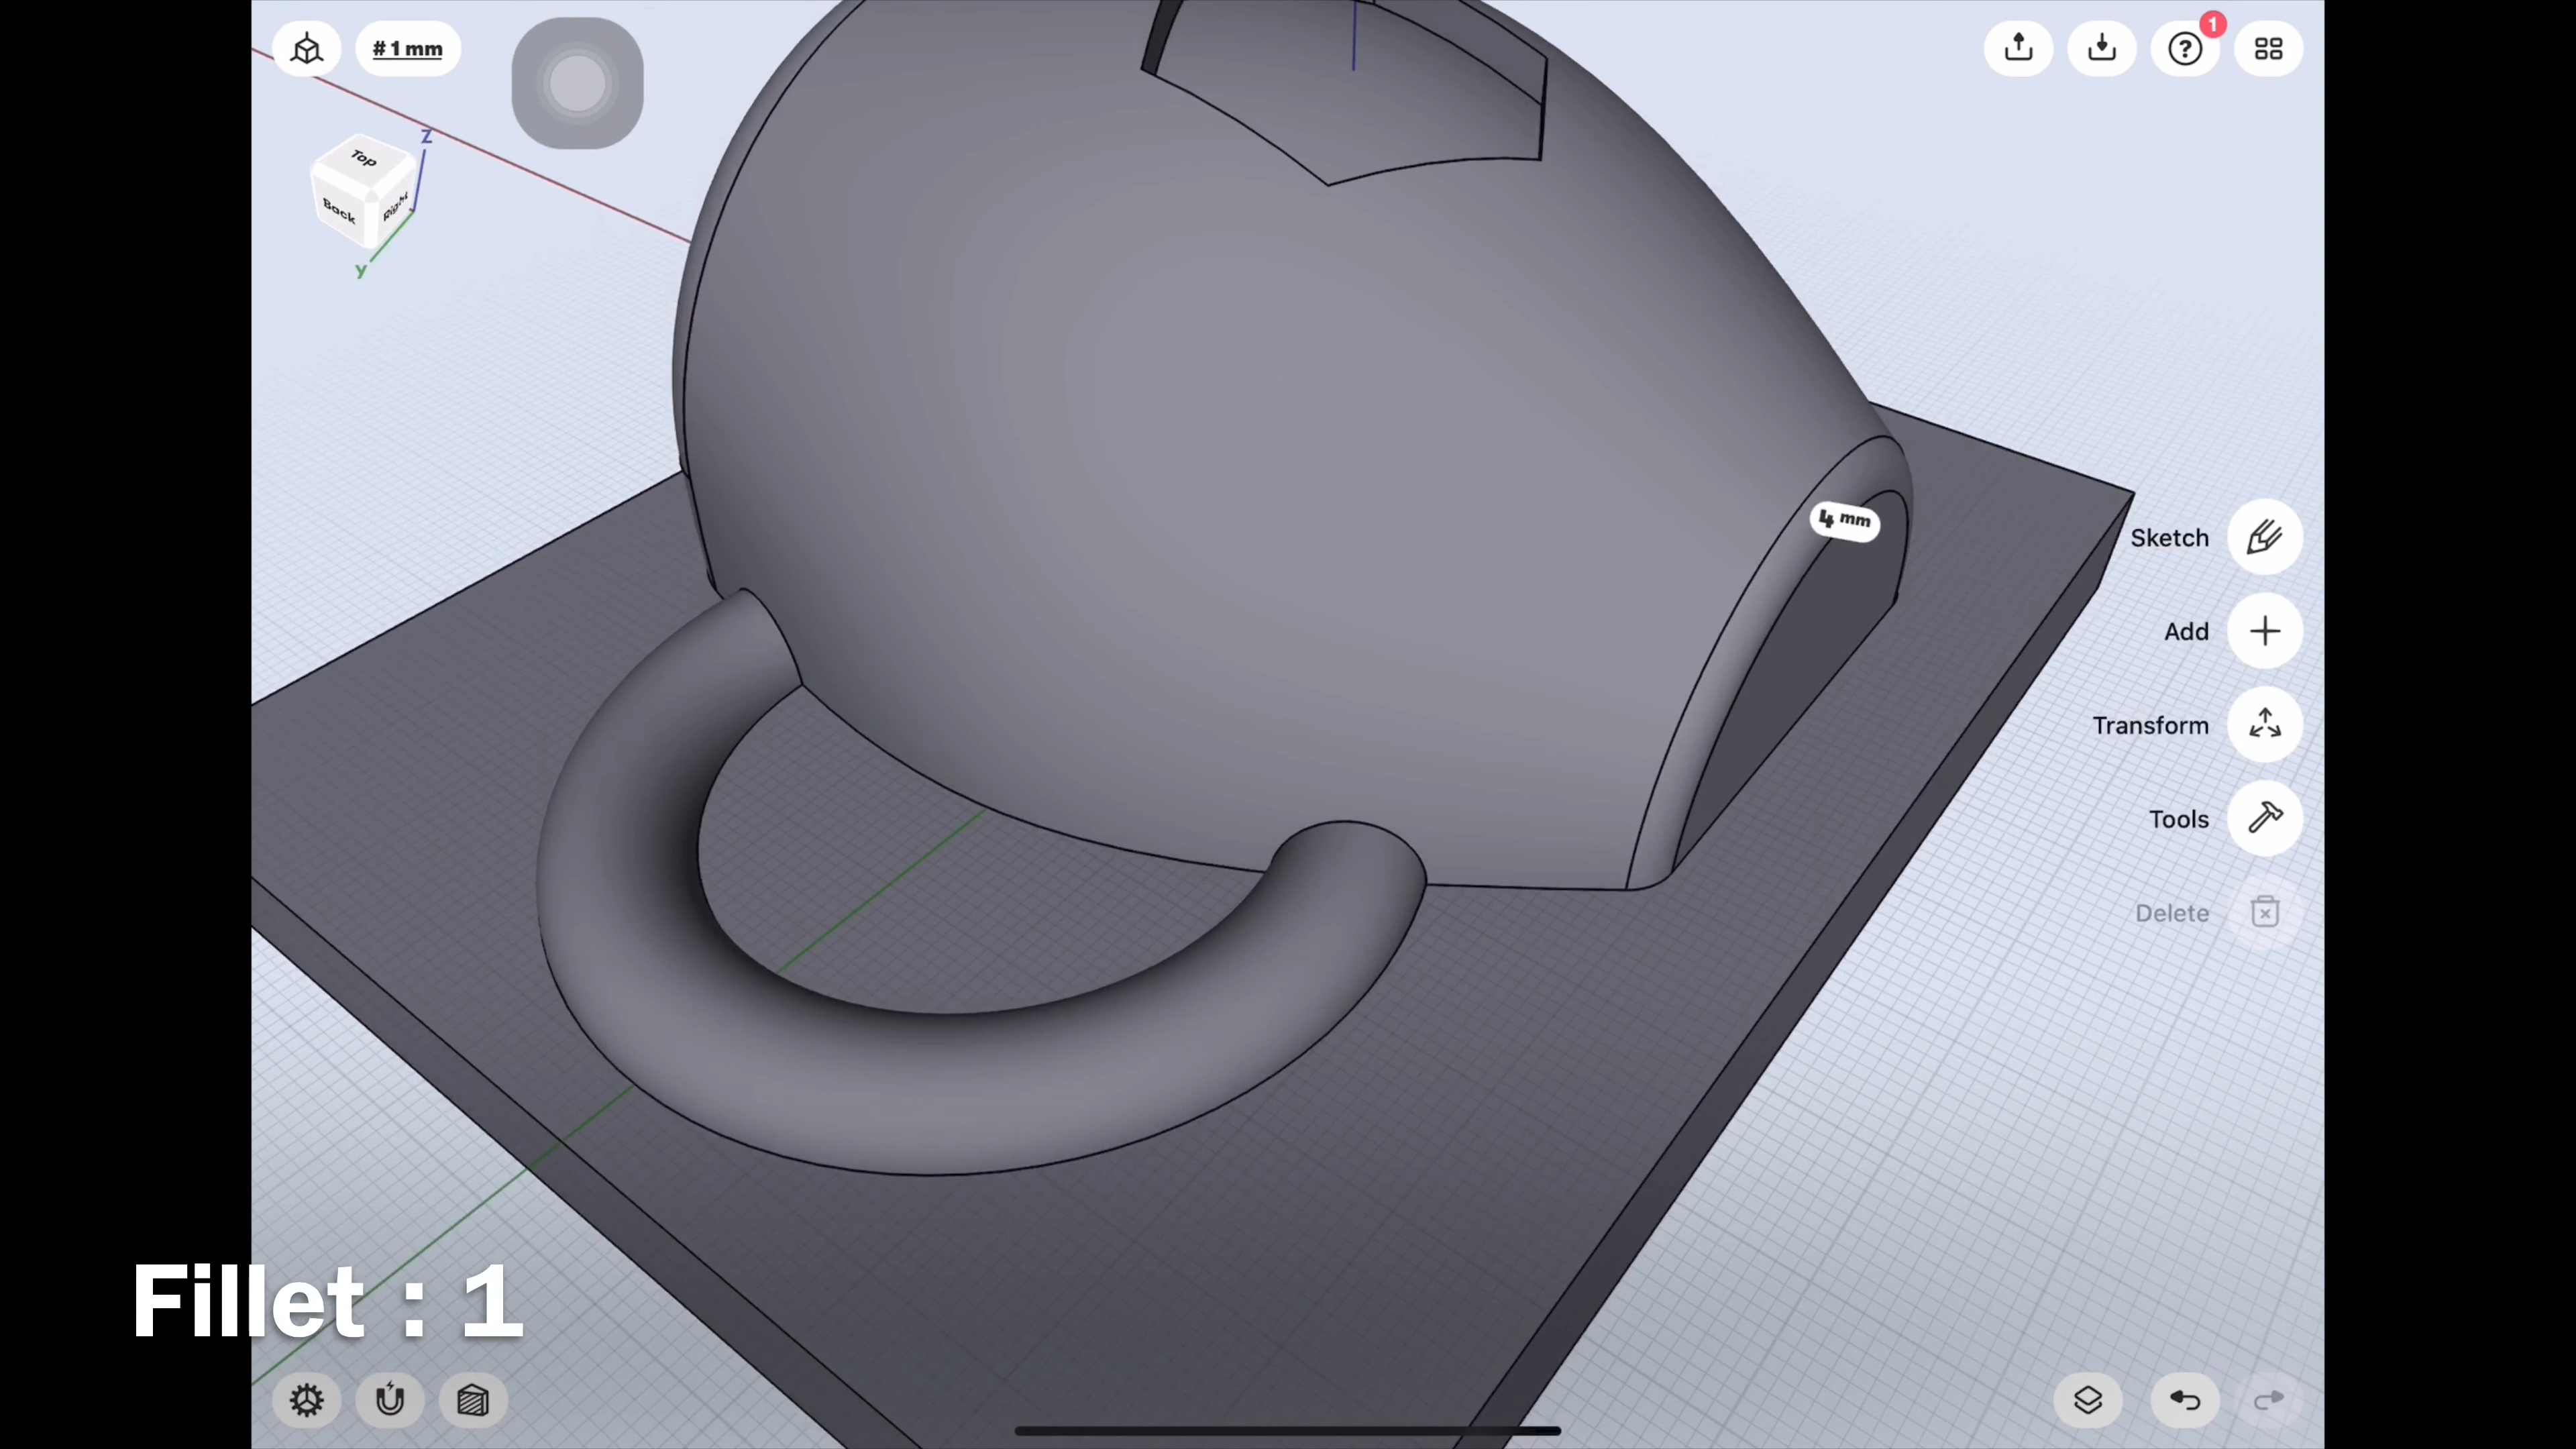 # 1 mm
1
Z
Top
Back
Right
y
4 mm
Sketch
Add
Transform
Tools
Delete
Fillet : 1